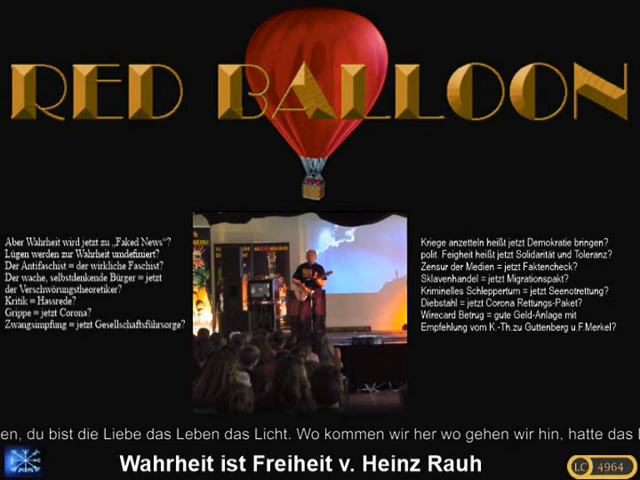 RED BALLOON
Aber Wahrheit wird jetzt zu „Faked News“?
Lügen werden zur Wahrheit umdefiniert?
Der Antifaschist = der wirkliche Faschist?
Der wache, selbstdenkende Bürger = jetzt
der Verschwörungstheoretiker?
Kritik = Hassrede?
Grippe = jetzt Corona?
Zwangsimpfung = jetzt Gesellschaftsführsorge?
Kriege anzetteln heißt jetzt Demokratie bringen?
polit. Feigheit heißt jetzt Solidarität und Toleranz?
Zensur der Medien = jetzt Faktencheck?
Sklavenhandel = jetzt Migrationspakt?
Kriminelles Schleppertum = jetzt Seenotrettung?
Diebstahl = jetzt Corona Rettungs-Paket?
Wirecard Betrug = gute Geld-Anlage mit
Empfehlung vom K.-Th.zu Guttenberg u.F.Merkel?
en, du bist die Liebe das Leben das Licht. Wo kommen wir her wo gehen wir hin, hatte das
Wahrheit ist Freiheit v. Heinz Rauh
LC 4964